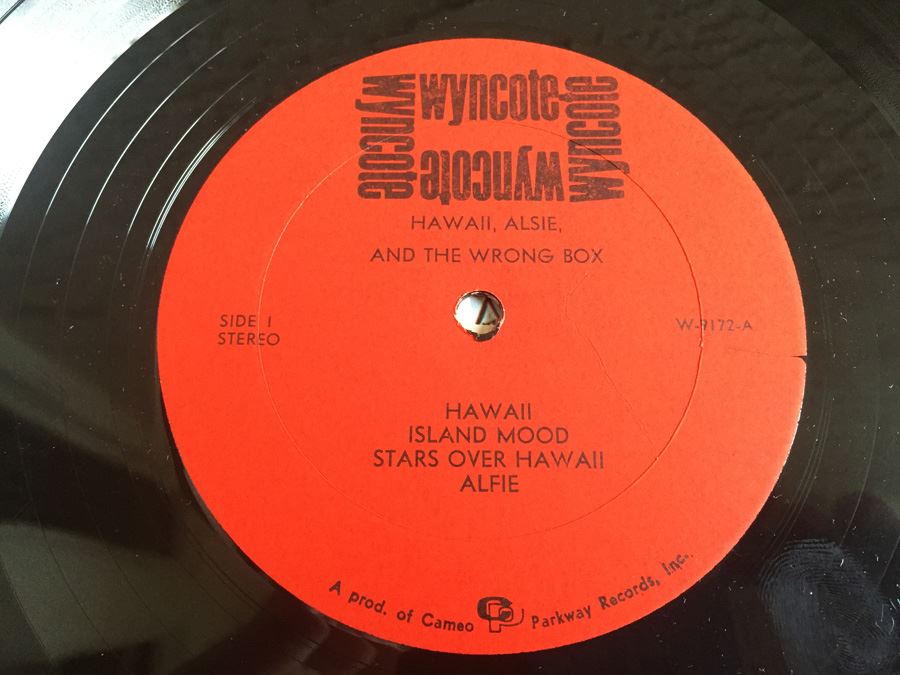 wyncote
wyncote
wyncote
wyncote
HAWAII, ALSIE,
AND THE WRONG BOX
SIDE 1
STEREO
W-9172-A
HAWAII
ISLAND MOOD
STARS OVER HAWAII
ALFIE
A prod. of Cameo CP Parkway Records, Inc.